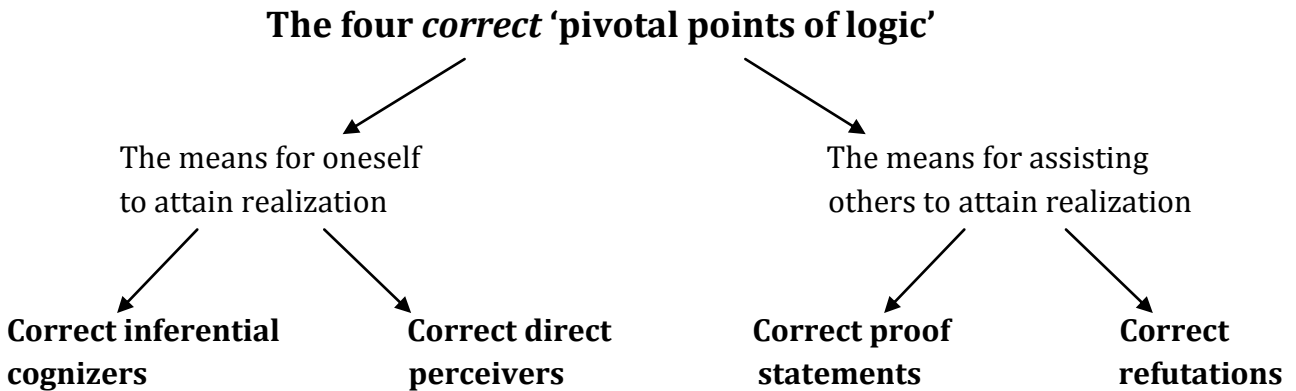 The four correct ‘pivotal points of logic’
The means for oneself
to attain realization
The means for assisting
others to attain realization
Correct inferential
cognizers
Correct direct
perceivers
Correct proof
statements
Correct
refutations